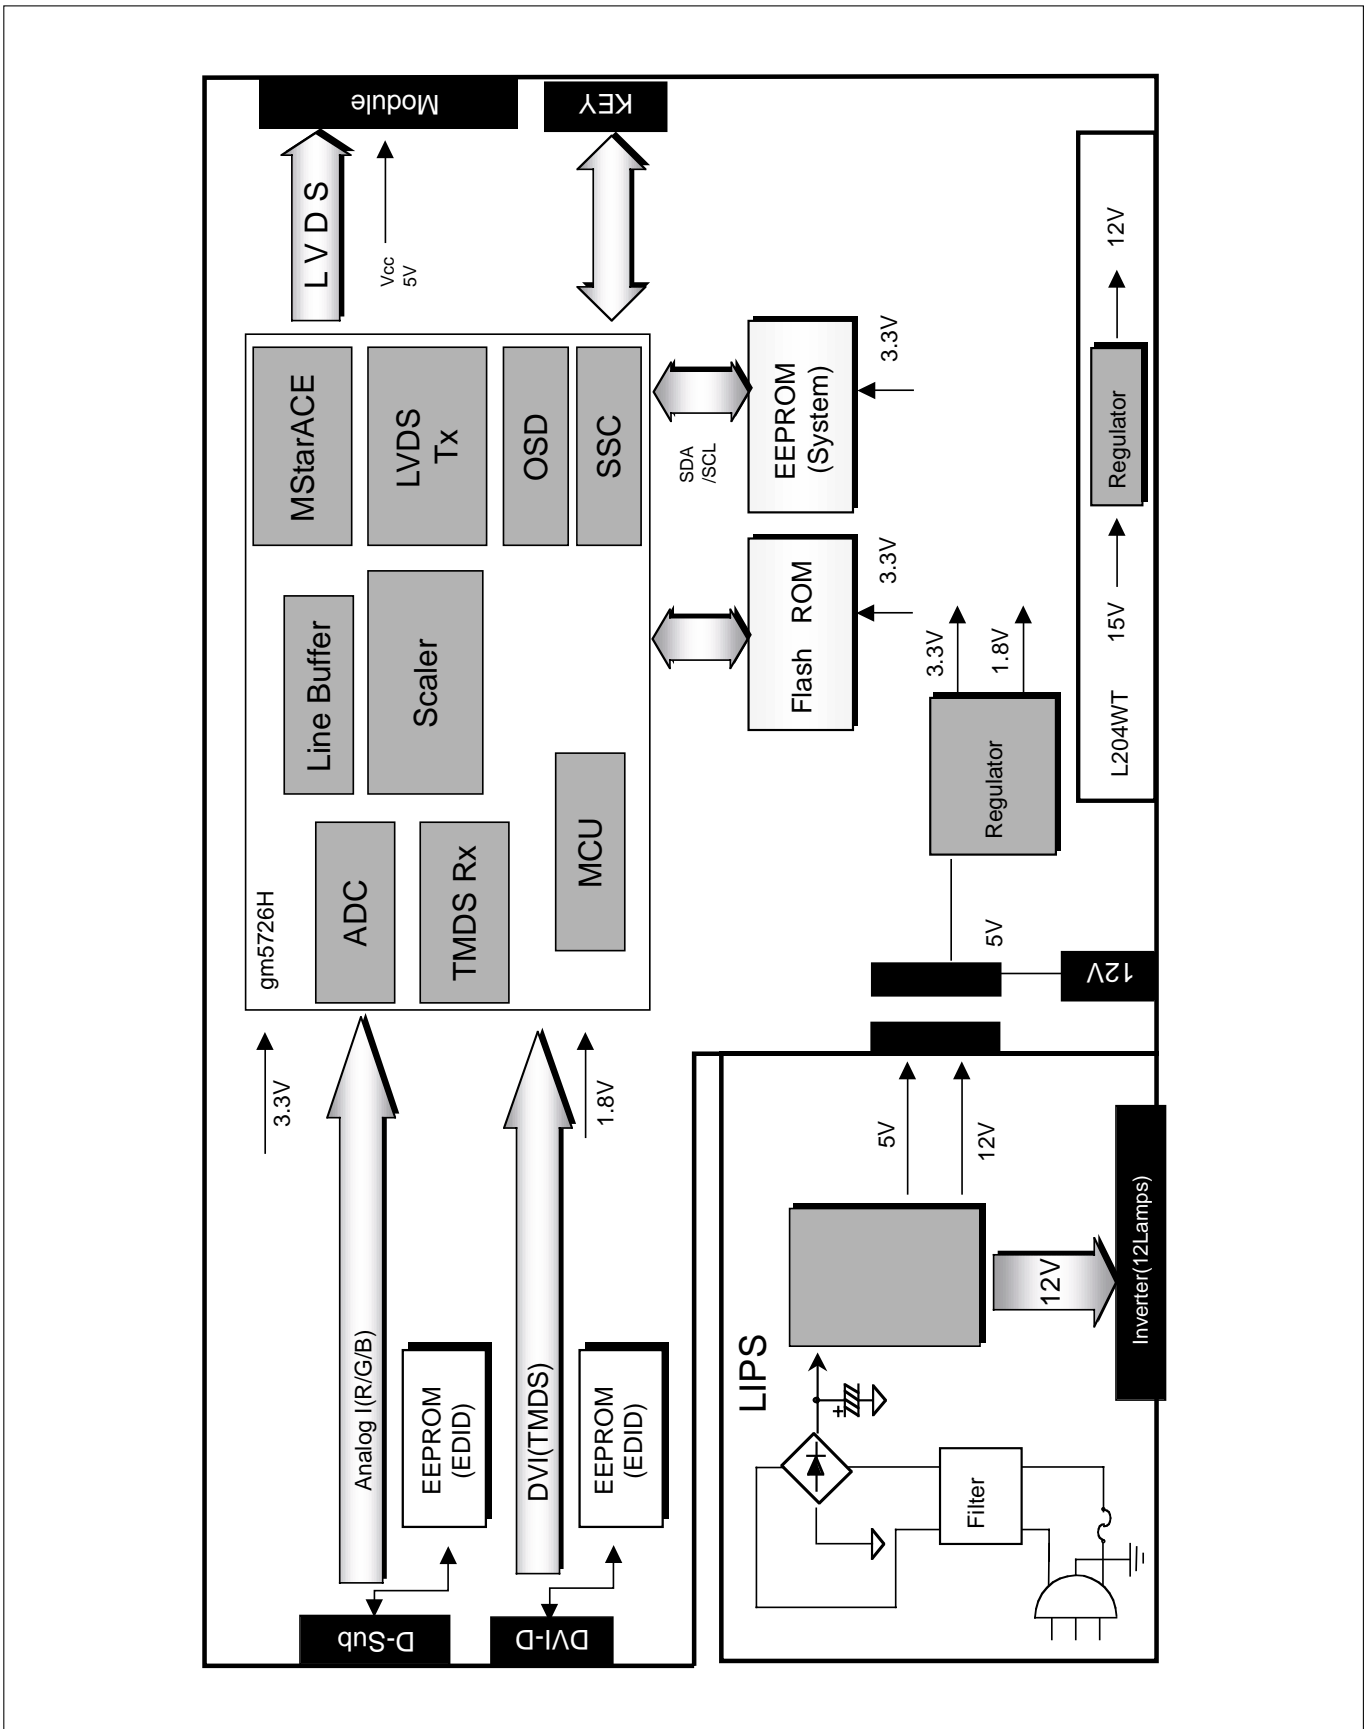 Module
KEY
LVDS
Vcc
5V
gm5726H
MStarACE
LVDS
Tx
OSD
SSC
Line Buffer
Scaler
ADC
TMDS Rx
MCU
SDA
/SCL
EEPROM
(System)
3.3V
Flash ROM
3.3V
3.3V
1.8V
Regulator
5V
12V
L204WT
15V
Regulator
12V
3.3V
Analog I(R/G/B)
EEPROM
(EDID)
D-Sub
1.8V
DVI(TMDS)
EEPROM
(EDID)
DVI-D
LIPS
5V
12V
12V
Inverter(12Lamps)
+
Filter